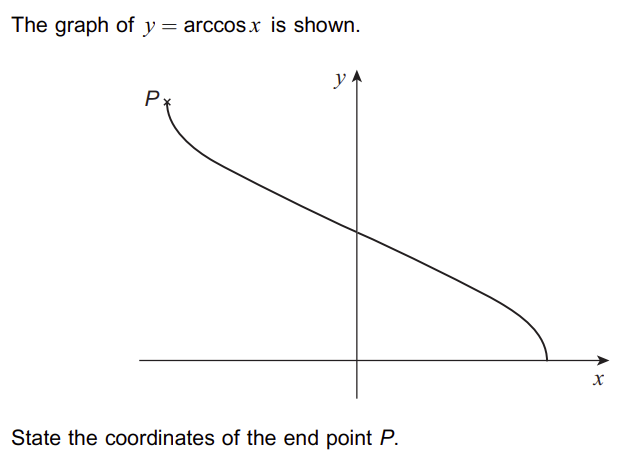 The graph of y = arccos x is shown.
y
P
x
State the coordinates of the end point P.